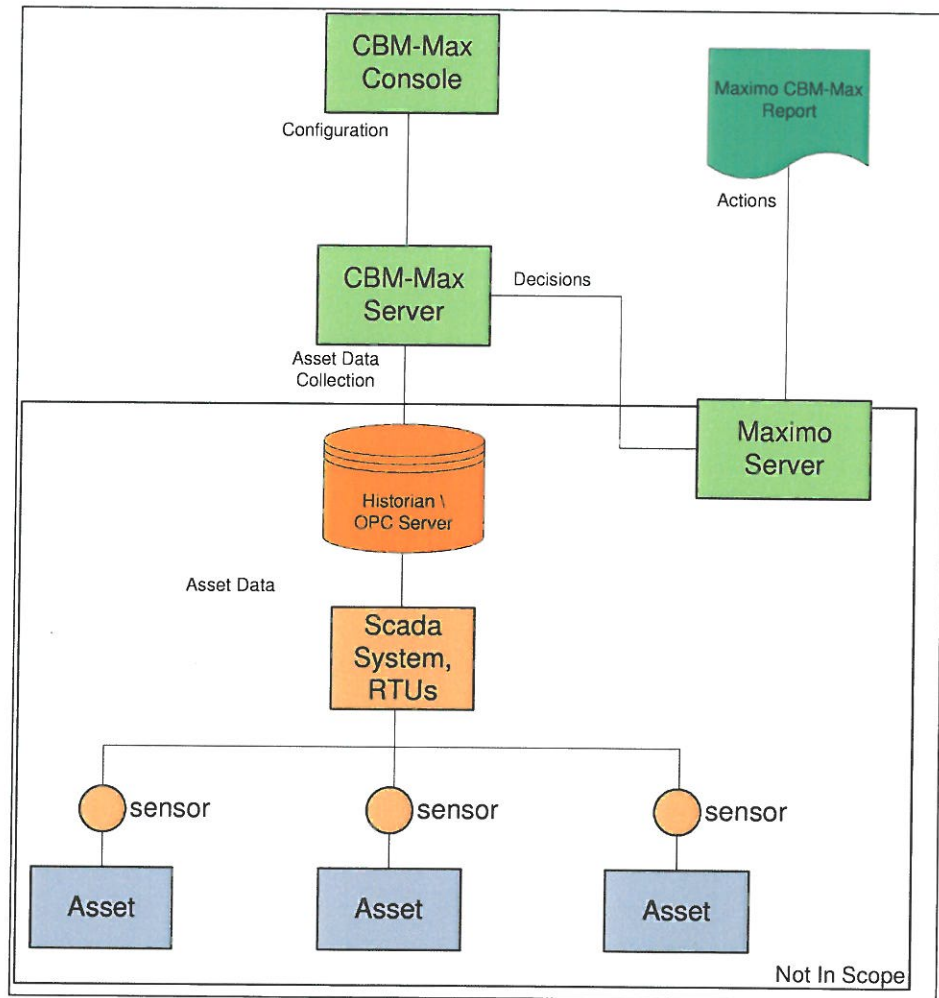 CBM-Max
Console
Maximo CBM-Max
Report
Configuration
Actions
CBM-Max
Server
Decisions
Asset Data
Collection
Maximo
Server
Historian \
OPC Server
Asset Data
Scada
System,
RTUs
sensor
sensor
sensor
Asset
Asset
Asset
Not In Scope